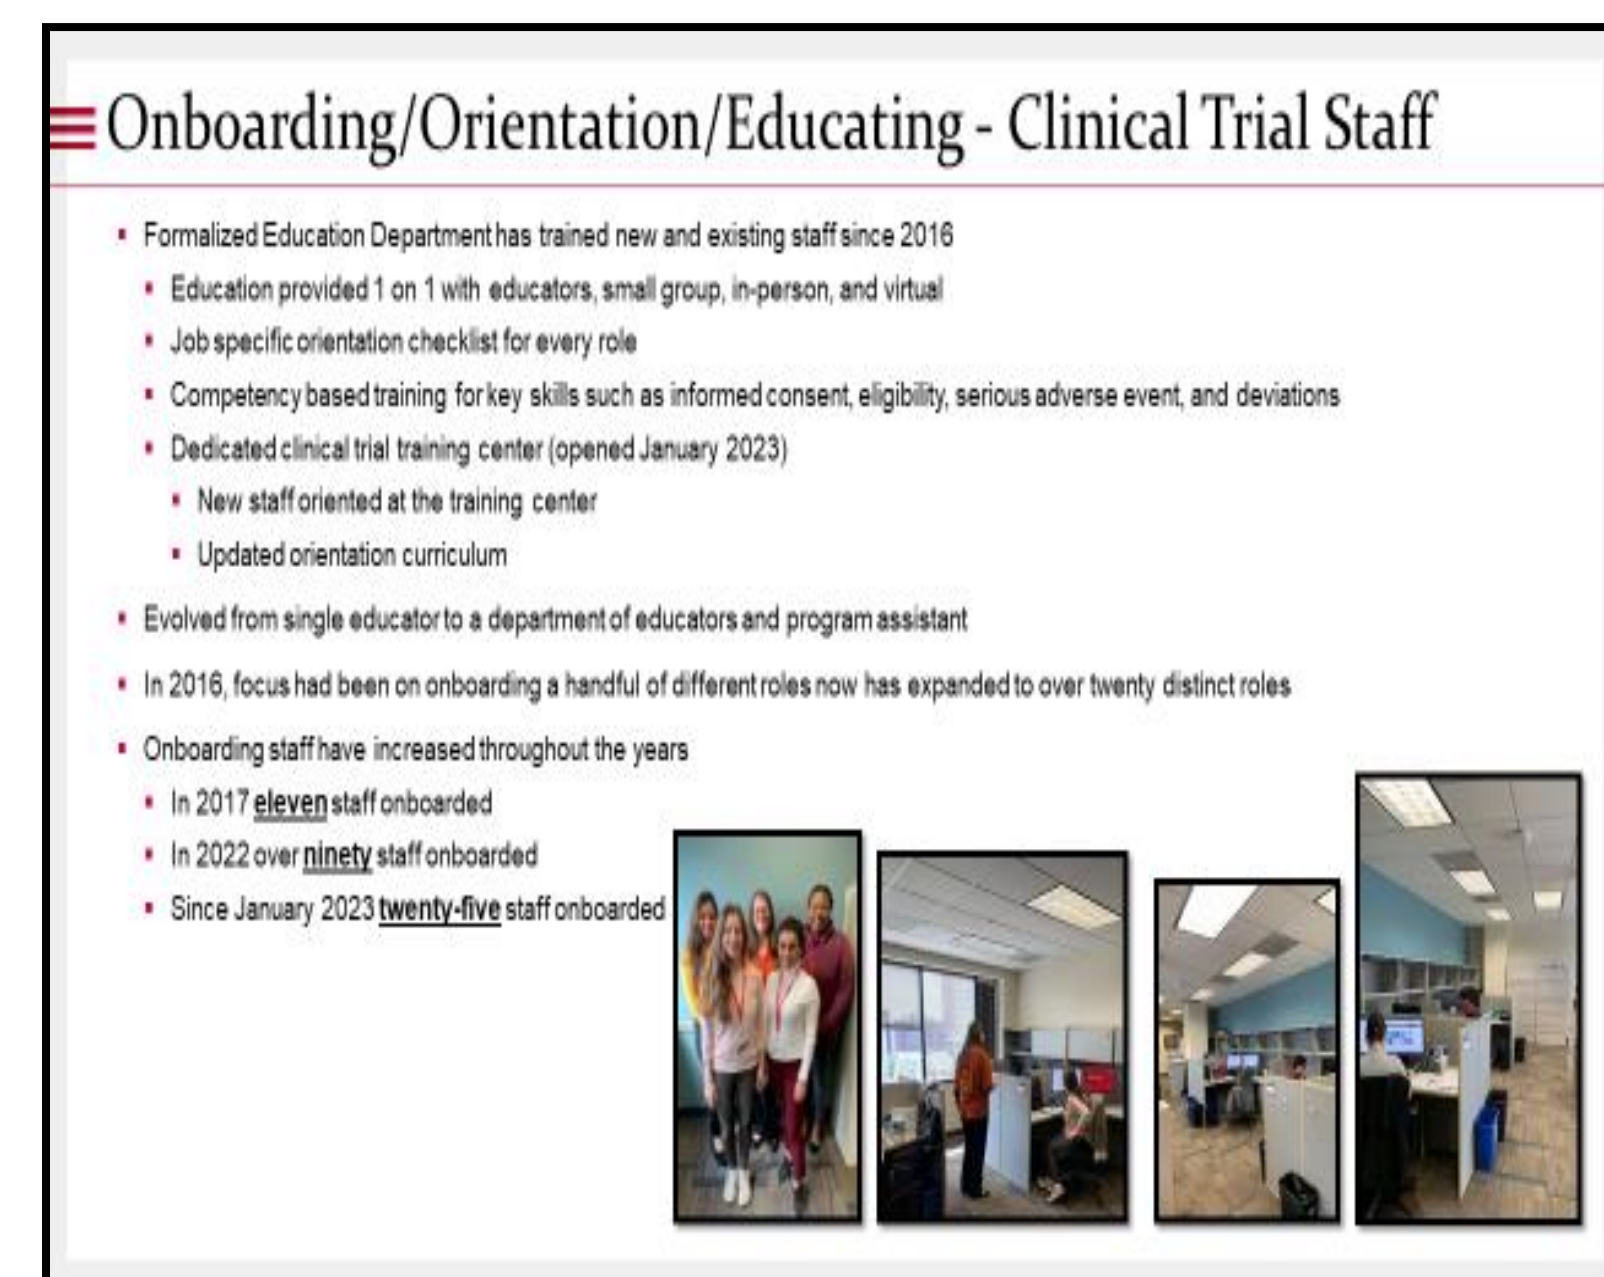 Onboarding/Orientation/Educating - Clinical Trial Staff
▪ Formalized Education Department has trained new and existing staff since 2016
▪ Education provided 1 on 1 with educators, small group, in-person, and virtual
▪ Job specific orientation checklist for every role
▪ Competency based training for key skills such as informed consent, eligibility, serious adverse event, and deviations
▪ Dedicated clinical trial training center (opened January 2023)
▪ New staff oriented at the training center
▪ Updated orientation curriculum
▪ Evolved from single educator to a department of educators and program assistant
▪ In 2016, focus had been on onboarding a handful of different roles now has expanded to over twenty distinct roles
▪ Onboarding staff have increased throughout the years
▪ In 2017 eleven staff onboarded
▪ In 2022 over ninety staff onboarded
▪ Since January 2023 twenty-five staff onboarded